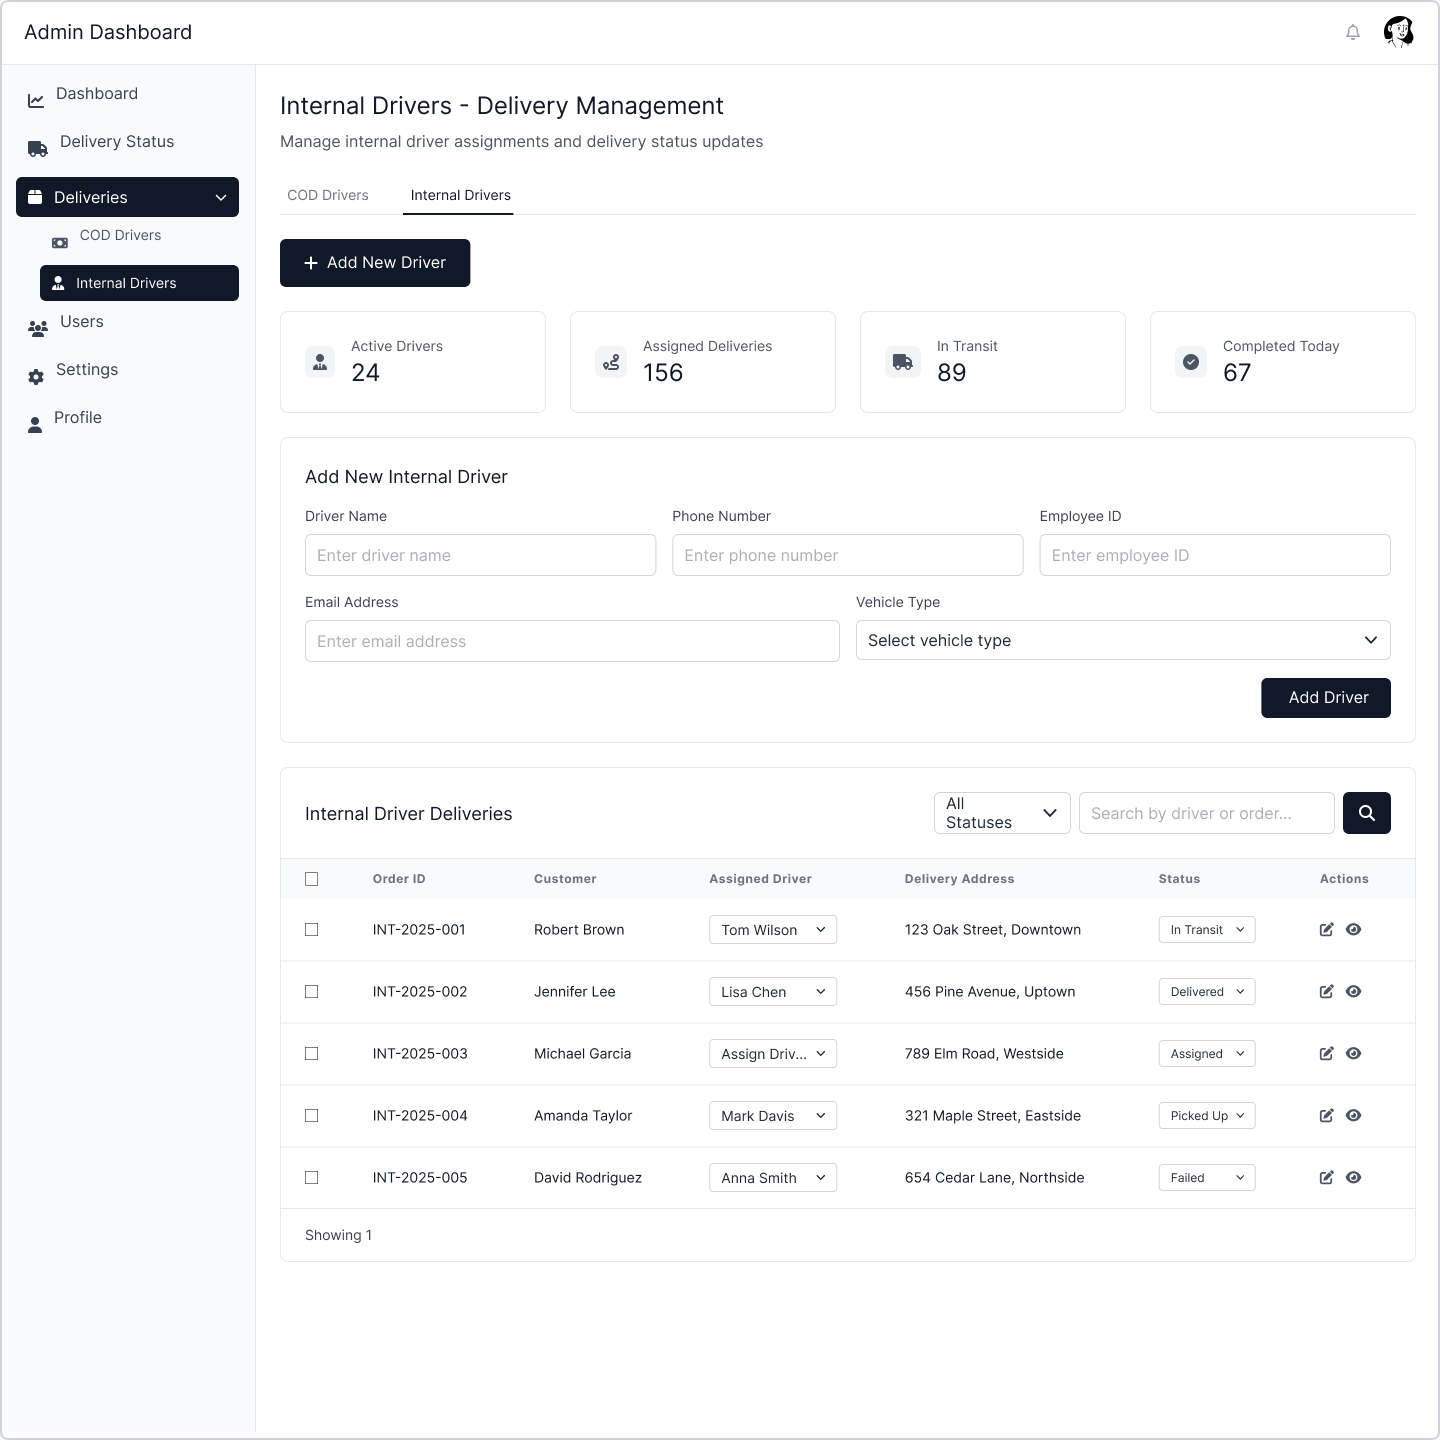 Admin Dashboard
Dashboard
Delivery Status
Deliveries
COD Drivers
Internal Drivers
Users
Settings
Profile
Internal Drivers - Delivery Management
Manage internal driver assignments and delivery status updates
COD Drivers
Internal Drivers
Add New Driver
Active Drivers
24
Assigned Deliveries
156
In Transit
89
Completed Today
67
Add New Internal Driver
Driver Name
Phone Number
Employee ID
Enter driver name
Enter phone number
Enter employee ID
Email Address
Vehicle Type
Enter email address
Select vehicle type
Add Driver
Internal Driver Deliveries
All
Statuses
Search by driver or order...
Order ID Customer Assigned Driver Delivery Address Status Actions
INT-2025-001 Robert Brown Tom Wilson 123 Oak Street, Downtown In Transit
INT-2025-002 Jennifer Lee Lisa Chen 456 Pine Avenue, Uptown Delivered
INT-2025-003 Michael Garcia Assign Driv... 789 Elm Road, Westside Assigned
INT-2025-004 Amanda Taylor Mark Davis 321 Maple Street, Eastside Picked Up
INT-2025-005 David Rodriguez Anna Smith 654 Cedar Lane, Northside Failed
Showing 1